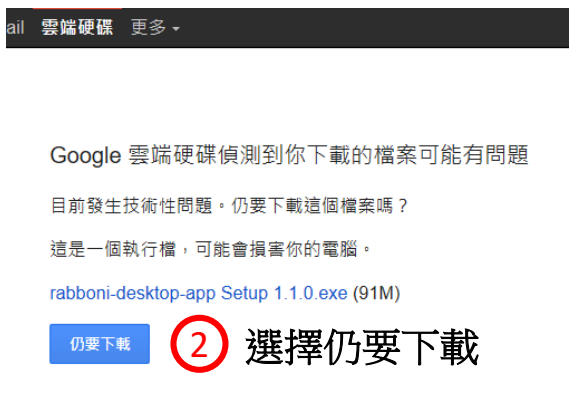 ail 雲端硬碟 更多
Google 雲端硬碟偵測到你下載的檔案可能有問題
目前發生技術性問題。仍要下載這個檔案嗎？
這是一個執行檔，可能會損害你的電腦。
rabboni-desktop-app Setup 1.1.0.exe (91M)
仍要下載 2 選擇仍要下載